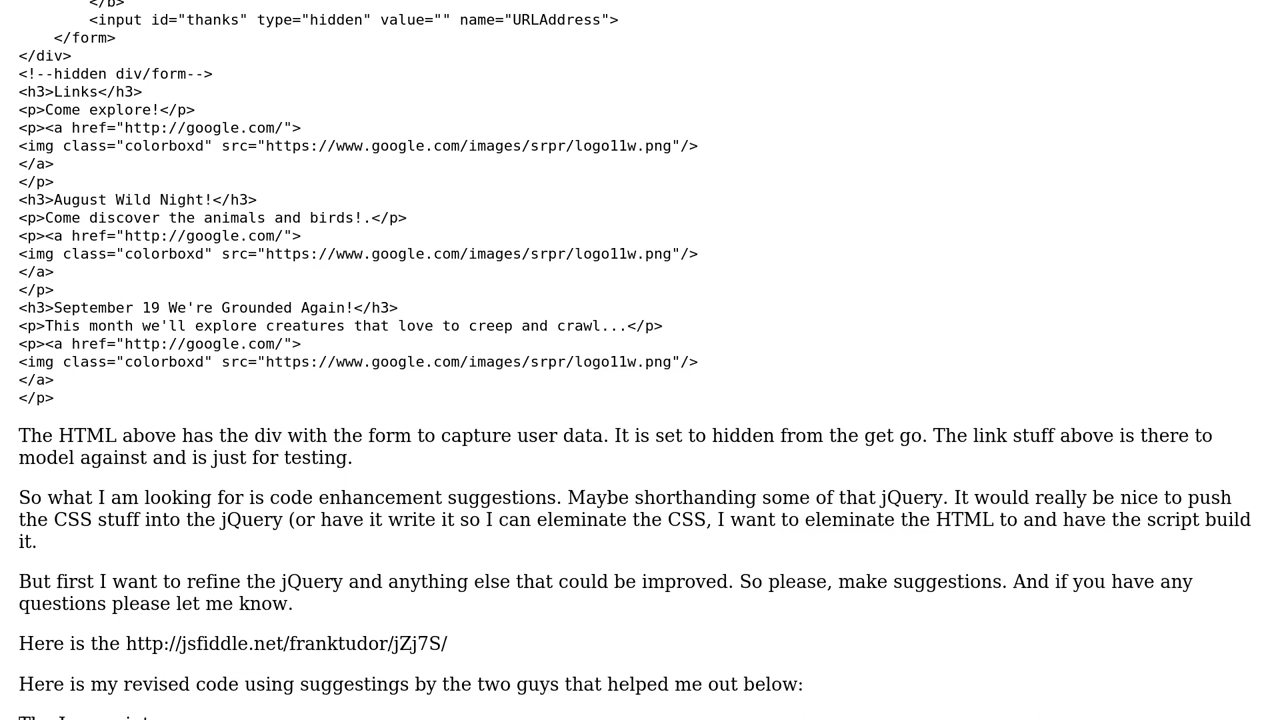 </b>
<input id="thanks" type="hidden" value="" name="URLAddress">
</form>
</div>
<!--hidden div/form-->
<h3>Links</h3>
<p>Come explore!</p>
<p><a href="http://google.com/">
<img class="colorboxd" src="https://www.google.com/images/srpr/logo11w.png"/>
</a>
</p>
<h3>August Wild Night!</h3>
<p>Come discover the animals and birds!.</p>
<p><a href="http://google.com/">
<img class="colorboxd" src="https://www.google.com/images/srpr/logo11w.png"/>
</a>
</p>
<h3>September 19 We're Grounded Again!</h3>
<p>This month we'll explore creatures that love to creep and crawl...</p>
<p><a href="http://google.com/">
<img class="colorboxd" src="https://www.google.com/images/srpr/logo11w.png"/>
</a>
</p>
The HTML above has the div with the form to capture user data. It is set to hidden from the get go. The link stuff above is there to
model against and is just for testing.
So what I am looking for is code enhancement suggestions. Maybe shorthanding some of that jQuery. It would really be nice to push
the CSS stuff into the jQuery (or have it write it so I can eleminate the CSS, I want to eleminate the HTML to and have the script build
it.
But first I want to refine the jQuery and anything else that could be improved. So please, make suggestions. And if you have any
questions please let me know.
Here is the http://jsfiddle.net/franktudor/jZj7S/
Here is my revised code using suggestings by the two guys that helped me out below: